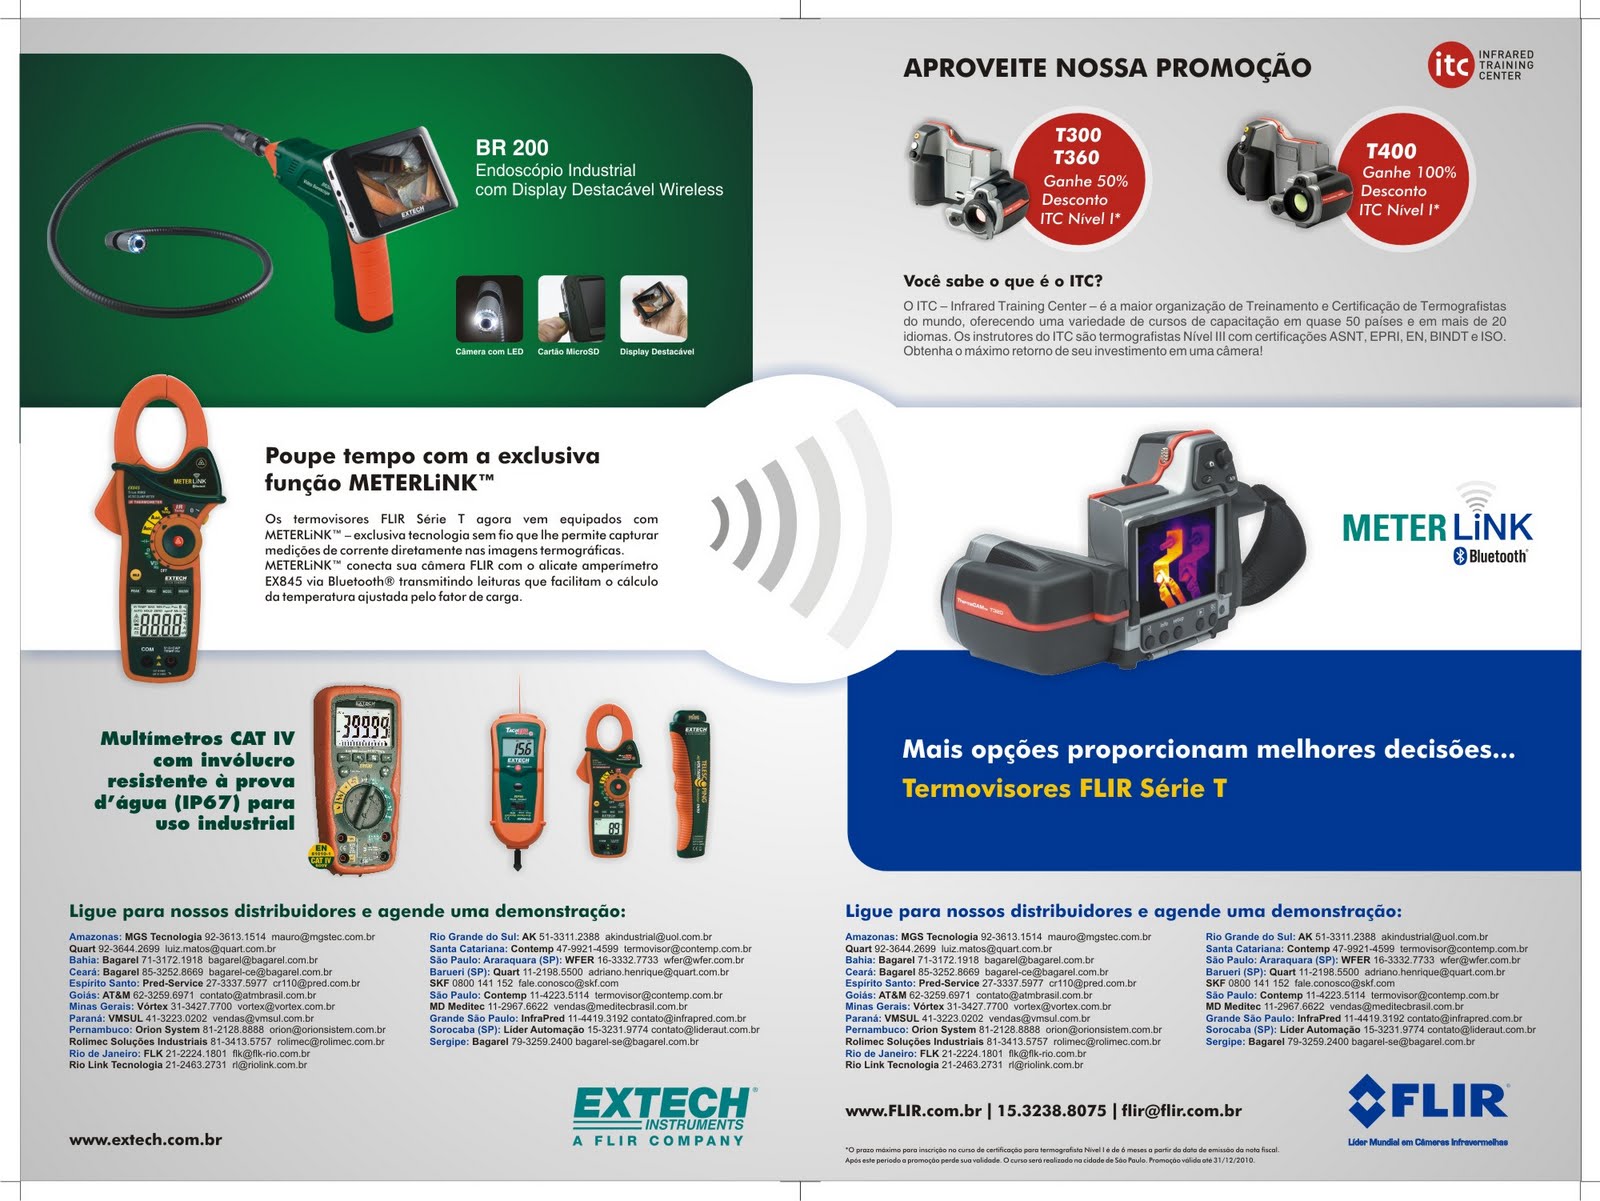 BR 200
Endoscópio Industrial
com Display Destacável Wireless
EXTECH
Câmera com LED
Cartão MicroSD
Display Destacável
Poupe tempo com a exclusiva
função METERLiNK™
Os termovisores FLIR Série T agora vem equipados com
METERLiNK™ – exclusiva tecnologia sem fio que lhe permite capturar
medições de corrente diretamente nas imagens termográficas.
METERLiNK™ conecta sua câmera FLIR com o alicate amperímetro
EX845 via Bluetooth® transmitindo leituras que facilitam o cálculo
da temperatura ajustada pelo fator de carga.
METERLiNK
EXTECH
8888
COM
Multímetros CAT IV
com invólucro
resistente à prova
d'água (IP67) para
uso industrial
EXTECH
39999
EN
61010-1
CAT IV
15.6
EXTECH
89
EXTECH
Ligue para nossos distribuidores e agende uma demonstração:
Amazonas: MGS Tecnologia 92-3613.1514 mauro@mgstec.com.br
Quart 92-3644.2699 luiz.matos@quart.com.br
Bahia: Bagarel 71-3172.1918 bagarel@bagarel.com.br
Ceará: Bagarel 85-3252.8669 bagarel-ce@bagarel.com.br
Espírito Santo: Pred-Service 27-3337.5977 cr110@pred.com.br
Goiás: AT&M 62-3259.6971 contato@atmbrasil.com.br
Minas Gerais: Vórtex 31-3427.7700 vortex@vortex.com.br
Paraná: VMSUL 41-3223.0202 vendas@vmsul.com.br
Pernambuco: Orion System 81-2128.8888 orion@orionsistem.com.br
Rolimec Soluções Industriais 81-3413.5757 rolimec@rolimec.com.br
Rio de Janeiro: FLK 21-2224.1801 flk@flk-rio.com.br
Rio Link Tecnologia 21-2463.2731 rl@riolink.com.br
Rio Grande do Sul: AK 51-3311.2388 akindustrial@uol.com.br
Santa Catariana: Contemp 47-9921-4599 termovisor@contemp.com.br
São Paulo: Araraquara (SP): WFER 16-3332.7733 wfer@wfer.com.br
Barueri (SP): Quart 11-2198.5500 adriano.henrique@quart.com.br
SKF 0800 141 152 fale.conosco@skf.com
São Paulo: Contemp 11-4223.5114 termovisor@contemp.com.br
MD Meditec 11-2967.6622 vendas@meditecbrasil.com.br
Grande São Paulo: InfraPred 11-4419.3192 contato@infrapred.com.br
Sorocaba (SP): Lider Automação 15-3231.9774 contato@lideraut.com.br
Sergipe: Bagarel 79-3259.2400 bagarel-se@bagarel.com.br
www.extech.com.br
EXTECH®
INSTRUMENTS
A FLIR COMPANY
APROVEITE NOSSA PROMOÇÃO
itc INFRARED
TRAINING
CENTER
T300
T360
Ganhe 50%
Desconto
ITC Nível I*
T400
Ganhe 100%
Desconto
ITC Nível I*
Você sabe o que é o ITC?
O ITC – Infrared Training Center – é a maior organização de Treinamento e Certificação de Termografistas
do mundo, oferecendo uma variedade de cursos de capacitação em quase 50 países e em mais de 20
idiomas. Os instrutores do ITC são termografistas Nível III com certificações ASNT, EPRI, EN, BINDT e ISO.
Obtenha o máximo retorno de seu investimento em uma câmera!
METERLiNK
Bluetooth®
Mais opções proporcionam melhores decisões...
Termovisores FLIR Série T
Ligue para nossos distribuidores e agende uma demonstração:
Amazonas: MGS Tecnologia 92-3613.1514 mauro@mgstec.com.br
Quart 92-3644.2699 luiz.matos@quart.com.br
Bahia: Bagarel 71-3172.1918 bagarel@bagarel.com.br
Ceará: Bagarel 85-3252.8669 bagarel-ce@bagarel.com.br
Espírito Santo: Pred-Service 27-3337.5977 cr110@pred.com.br
Goiás: AT&M 62-3259.6971 contato@atmbrasil.com.br
Minas Gerais: Vórtex 31-3427.7700 vortex@vortex.com.br
Paraná: VMSUL 41-3223.0202 vendas@vmsul.com.br
Pernambuco: Orion System 81-2128.8888 orion@orionsistem.com.br
Rolimec Soluções Industriais 81-3413.5757 rolimec@rolimec.com.br
Rio de Janeiro: FLK 21-2224.1801 flk@flk-rio.com.br
Rio Link Tecnologia 21-2463.2731 rl@riolink.com.br
Rio Grande do Sul: AK 51-3311.2388 akindustrial@uol.com.br
Santa Catariana: Contemp 47-9921-4599 termovisor@contemp.com.br
São Paulo: Araraquara (SP): WFER 16-3332.7733 wfer@wfer.com.br
Barueri (SP): Quart 11-2198.5500 adriano.henrique@quart.com.br
SKF 0800 141 152 fale.conosco@skf.com
São Paulo: Contemp 11-4223.5114 termovisor@contemp.com.br
MD Meditec 11-2967.6622 vendas@meditecbrasil.com.br
Grande São Paulo: InfraPred 11-4419.3192 contato@infrapred.com.br
Sorocaba (SP): Lider Automação 15-3231.9774 contato@lideraut.com.br
Sergipe: Bagarel 79-3259.2400 bagarel-se@bagarel.com.br
www.FLIR.com.br | 15.3238.8075 | flir@flir.com.br
FLIR®
Líder Mundial em Câmeras Infravermelhas
*O prazo máximo para inscrição no curso de certificação para termografista Nível I é de 6 meses a partir da data de emissão da nota fiscal.
Após este periodo a promoção perde sua validade. O curso será realizado na cidade de São Paulo. Promoção válida até 31/12/2010.